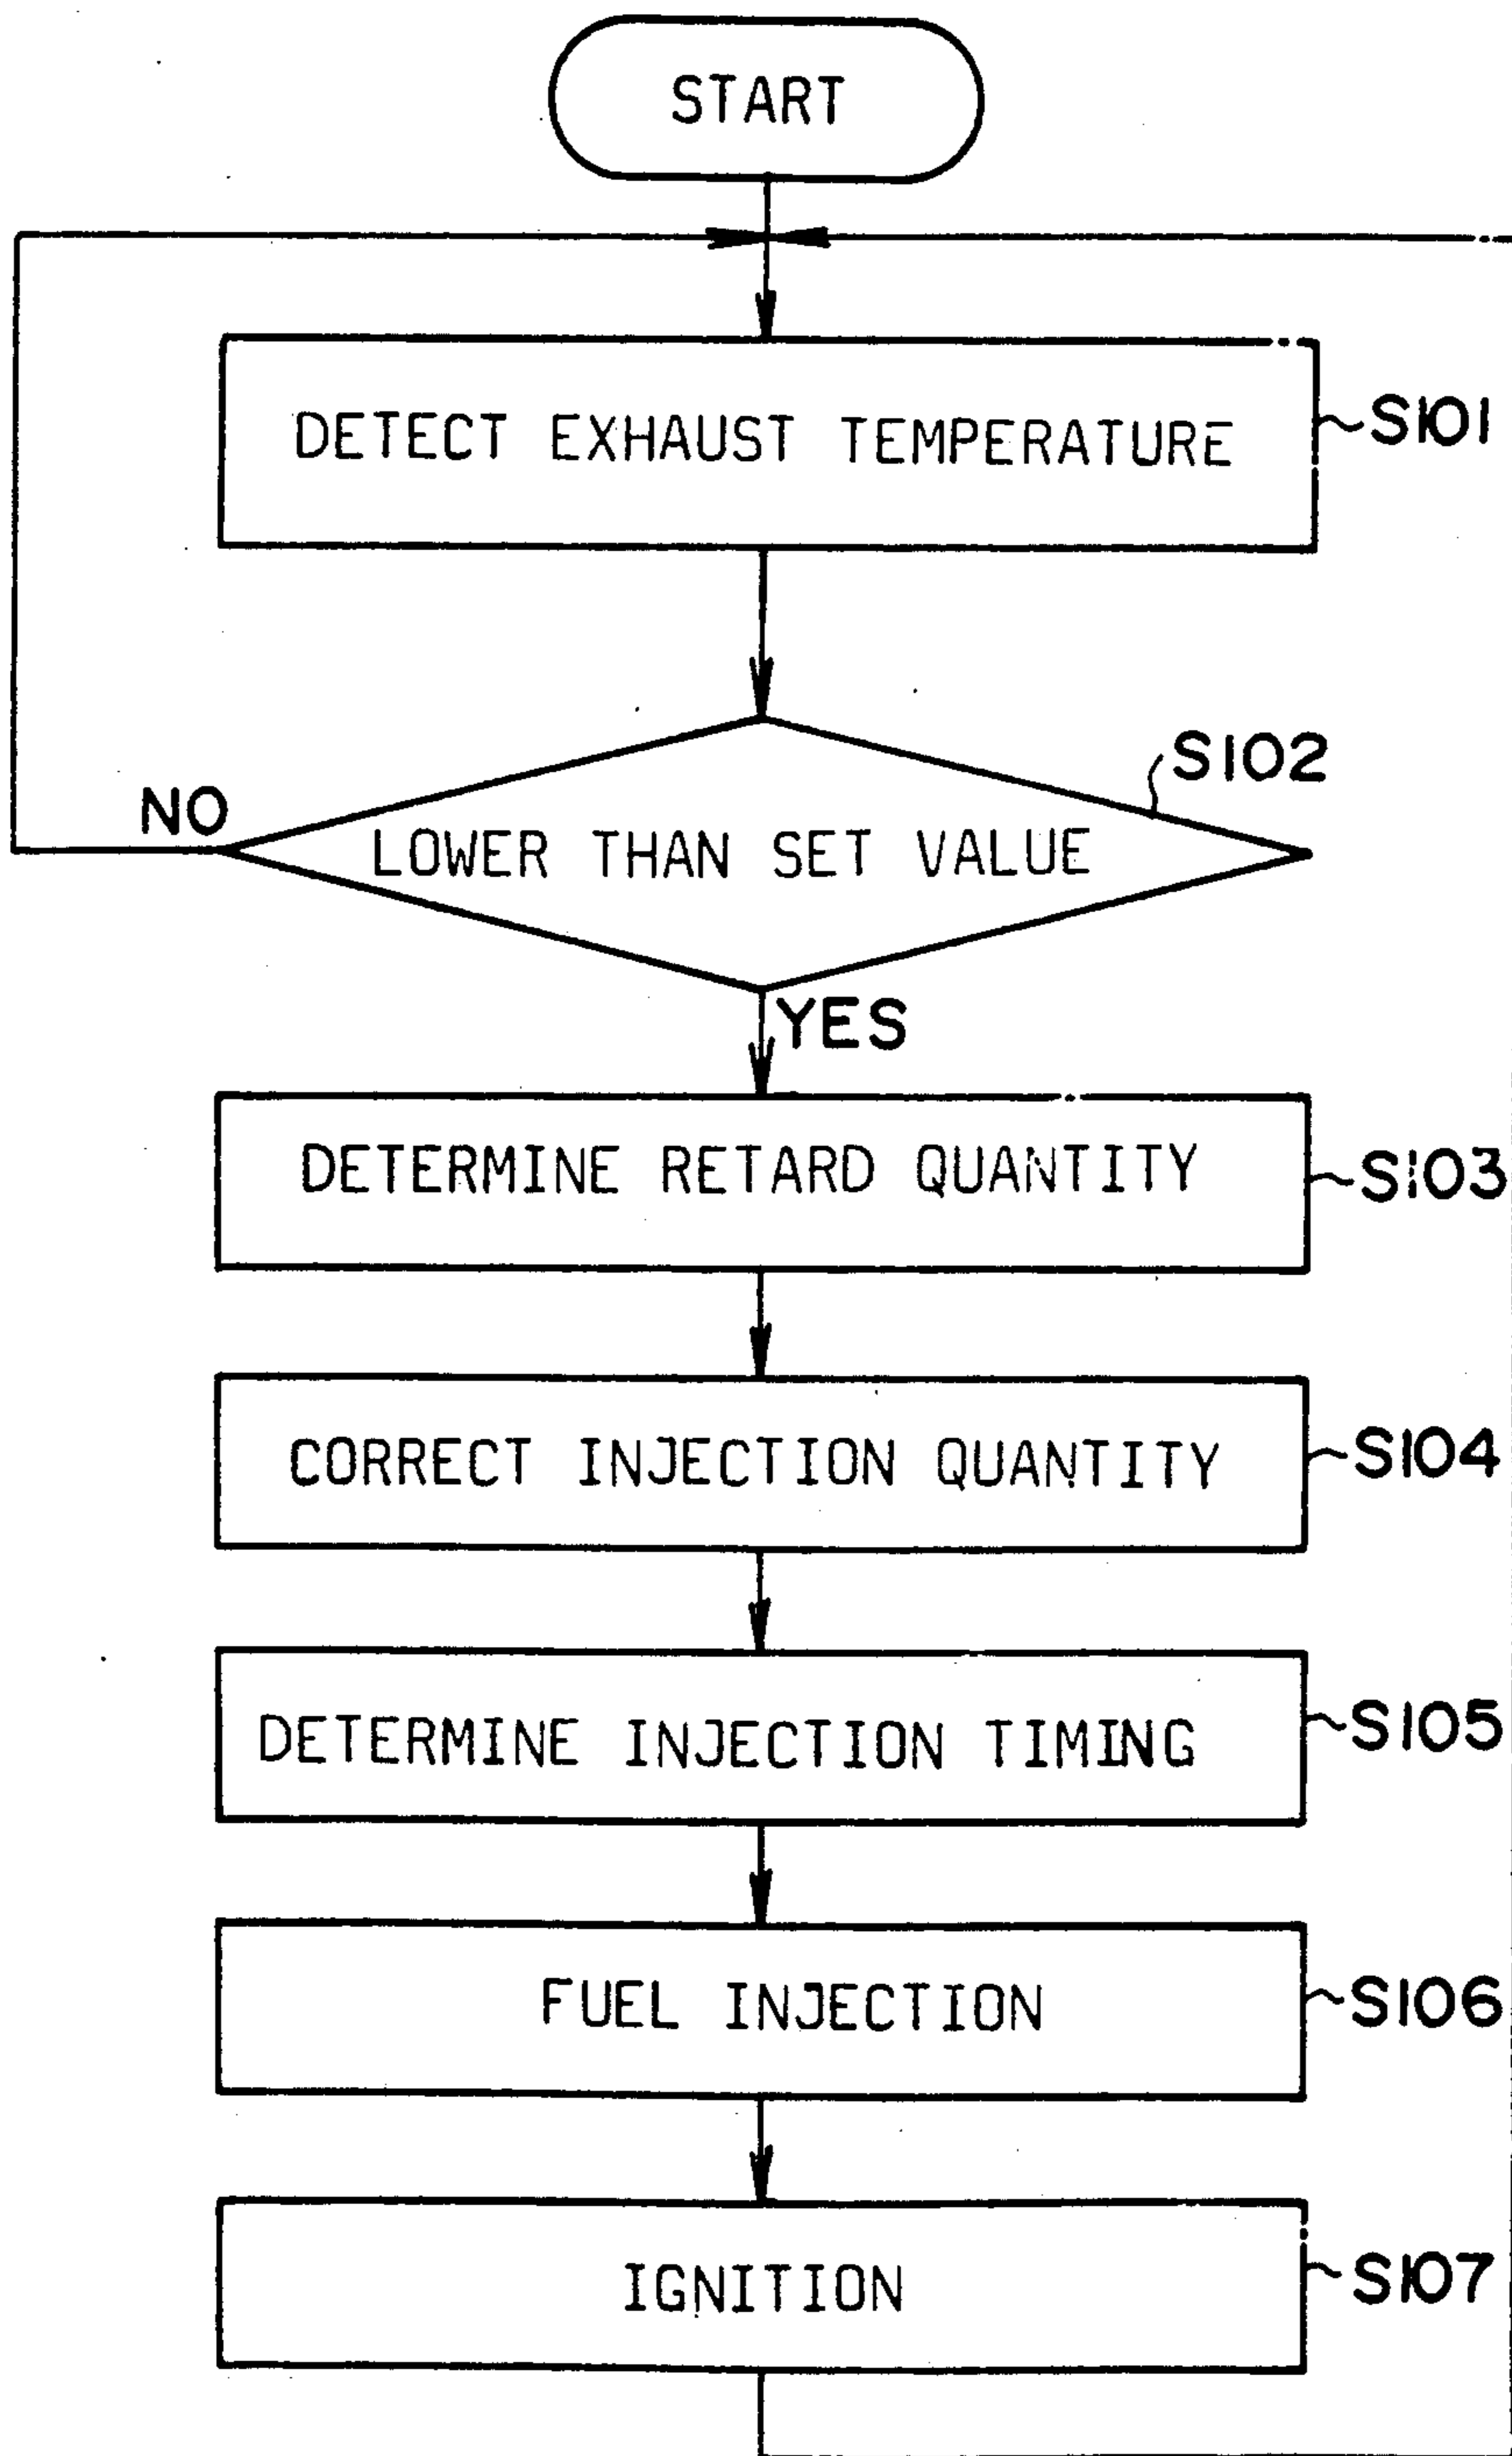 START
DETECT EXHAUST TEMPERATURE
S101
S102
NO
LOWER THAN SET VALUE
YES
DETERMINE RETARD QUANTITY
S103
CORRECT INJECTION QUANTITY
S104
DETERMINE INJECTION TIMING
S105
FUEL INJECTION
S106
IGNITION
S107